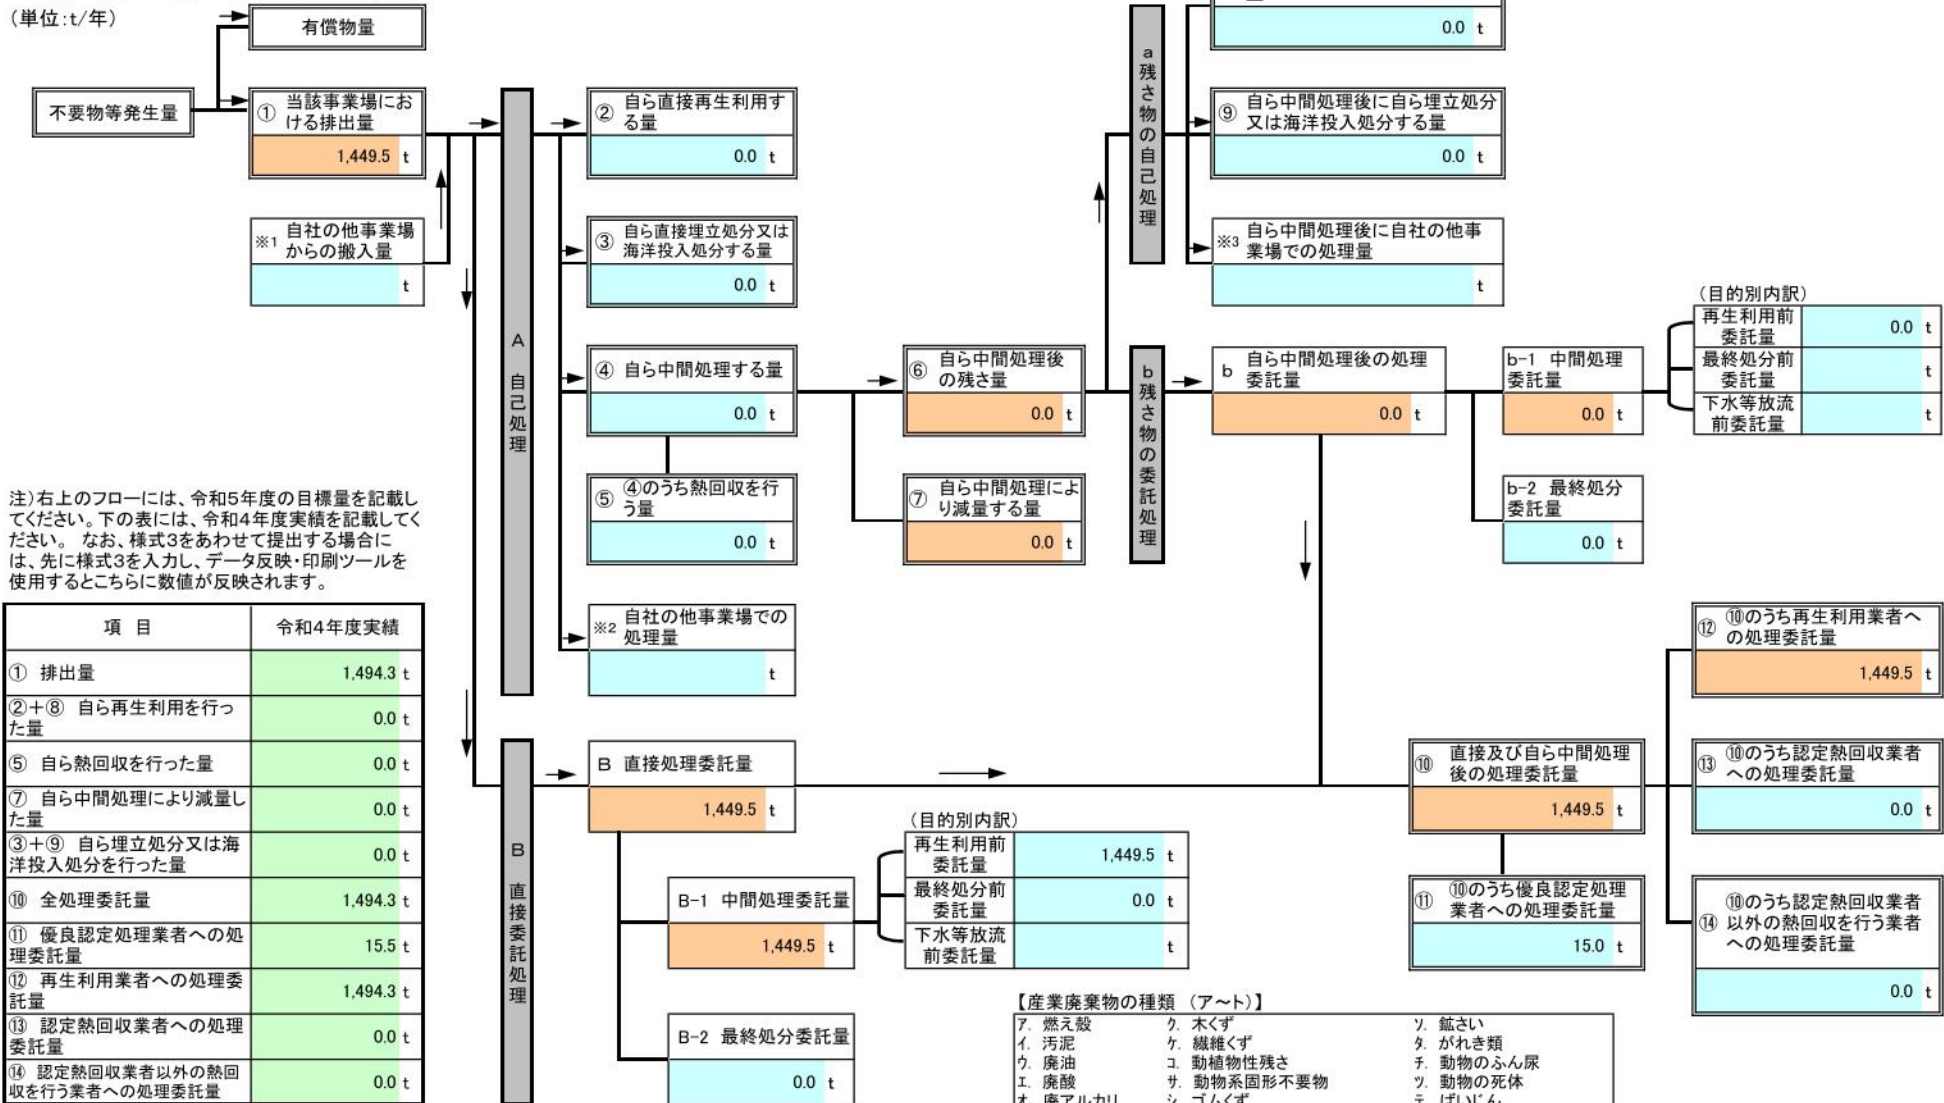 (単位:t/年)
有償物量
不要物等発生量
① 当該事業場にお
ける排出量
1,449.5 t
※1 自社の他事業場
からの搬入量
t
A 自己処理
② 自ら直接再生利用す
る量
0.0 t
③ 自ら直接埋立処分又は
海洋投入処分する量
0.0 t
④ 自ら中間処理する量
0.0 t
⑤ ④のうち熱回収を行
う量
0.0 t
※2 自社の他事業場での
処理量
t
⑥ 自ら中間処理後
の残さ量
0.0 t
⑦ 自ら中間処理によ
り減量する量
0.0 t
a 残さ物の自己処理
0.0 t
⑨ 自ら中間処理後に自ら埋立処分
又は海洋投入処分する量
0.0 t
※3 自ら中間処理後に自社の他事
業場での処理量
t
b 残さ物の委託処理
b 自ら中間処理後の処理
委託量
0.0 t
b-1 中間処理
委託量
0.0 t
(目的別内訳)
再生利用前
委託量
0.0 t
最終処分前
委託量
t
下水等放流
前委託量
t
b-2 最終処分
委託量
0.0 t
注)右上のフローには、令和5年度の目標量を記載し
てください。下の表には、令和4年度実績を記載してく
ださい。 なお、様式3をあわせて提出する場合に
は、先に様式3を入力し、データ反映・印刷ツールを
使用するとこちらに数値が反映されます。
項 目 令和4年度実績
① 排出量 1,494.3 t
②+⑧ 自ら再生利用を行っ
た量
0.0 t
⑤ 自ら熱回収を行った量 0.0 t
⑦ 自ら中間処理により減量し
た量
0.0 t
③+⑨ 自ら埋立処分又は海
洋投入処分を行った量
0.0 t
⑩ 全処理委託量 1,494.3 t
⑪ 優良認定処理業者への処
理委託量
15.5 t
⑫ 再生利用業者への処理委
託量
1,494.3 t
⑬ 認定熱回収業者への処理
委託量
0.0 t
⑭ 認定熱回収業者以外の熱回
収を行う業者への処理委託量
0.0 t
B 直接委託処理
B 直接処理委託量
1,449.5 t
B-1 中間処理委託量
1,449.5 t
(目的別内訳)
再生利用前
委託量
1,449.5 t
最終処分前
委託量
0.0 t
下水等放流
前委託量
t
B-2 最終処分委託量
0.0 t
⑩ 直接及び自ら中間処理
後の処理委託量
1,449.5 t
⑪ ⑩のうち優良認定処理
業者への処理委託量
15.0 t
⑫ ⑩のうち再生利用業者へ
の処理委託量
1,449.5 t
⑬ ⑩のうち認定熱回収業者
への処理委託量
0.0 t
⑭ ⑩のうち認定熱回収業者
以外の熱回収を行う業者
への処理委託量
0.0 t
【産業廃棄物の種類 (ア~ト)】
ア. 燃え殻 ク. 木くず ソ. 鉱さい
イ. 汚泥 ケ. 繊維くず タ. がれき類
ウ. 廃油 コ. 動植物性残さ チ. 動物のふん尿
エ. 廃酸 サ. 動物系固形不要物 ツ. 動物の死体
オ. 廃アルカリ シ. ゴムくず テ. ばいじん